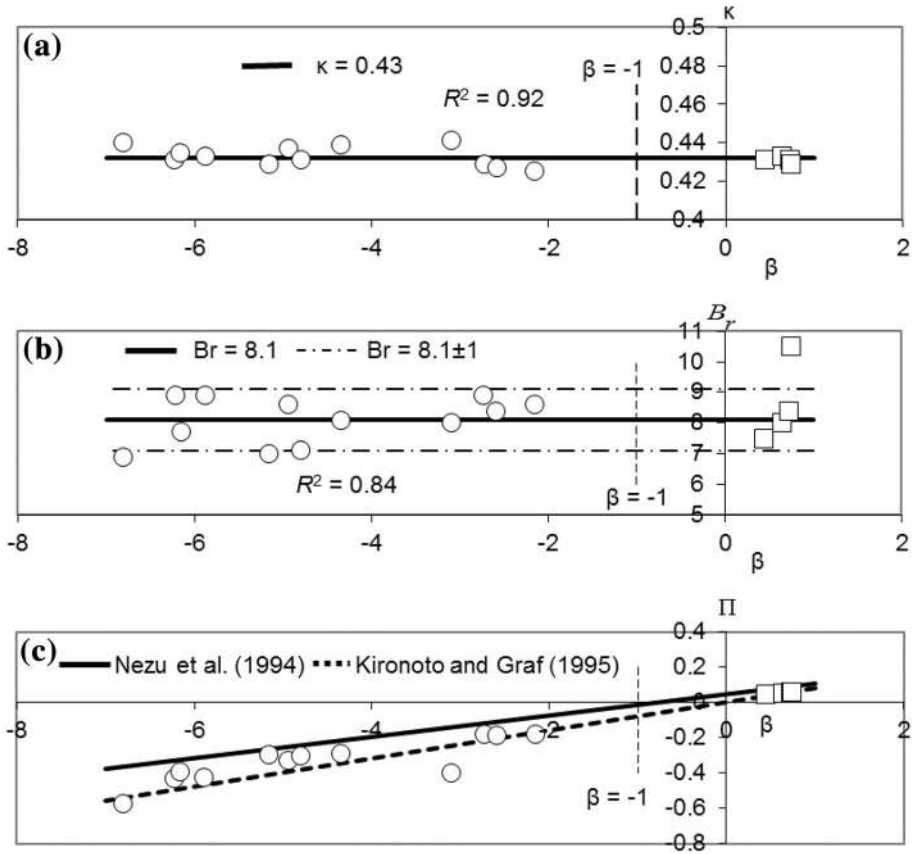 (a)
κ
κ = 0.43
β = -1
R² = 0.92
0.5
0.48
0.46
0.44
0.42
0.4
-8 -6 -4 -2 0 2
β
(b)
B_r
Br = 8.1 Br = 8.1±1
R² = 0.84
β = -1
11
10
9
8
7
6
5
-8 -6 -4 -2 0 2
β
(c)
Π
Nezu et al. (1994) Kironoto and Graf (1995)
β = -1
0.4
0.2
0
-0.2
-0.4
-0.6
-0.8
-8 -6 -4 -2 0 2
β